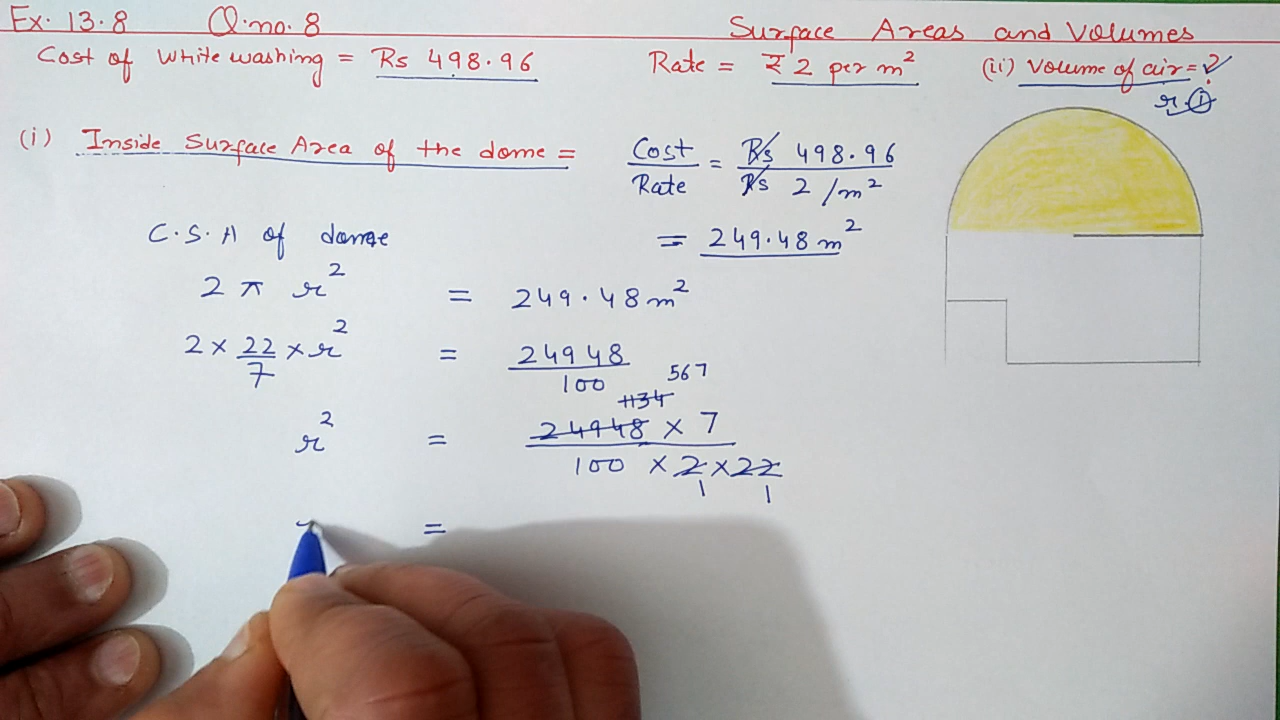 Ex. 13.8 Q.no. 8 Surface Areas and Volumes
Cost of white washing = Rs 498.96 Rate = ₹ 2 per m² (ii) Volume of air = ?
r
(i) Inside Surface Area of the dome = Cost/Rate = Rs 498.96/Rs 2/m²
C.S.A of dome = 249.48 m²
2 π r² = 249.48 m²
2 × 22/7 × r² = 24948/100
1134 567
r² = 24948 × 7/100 × 2 × 22
1 1
=